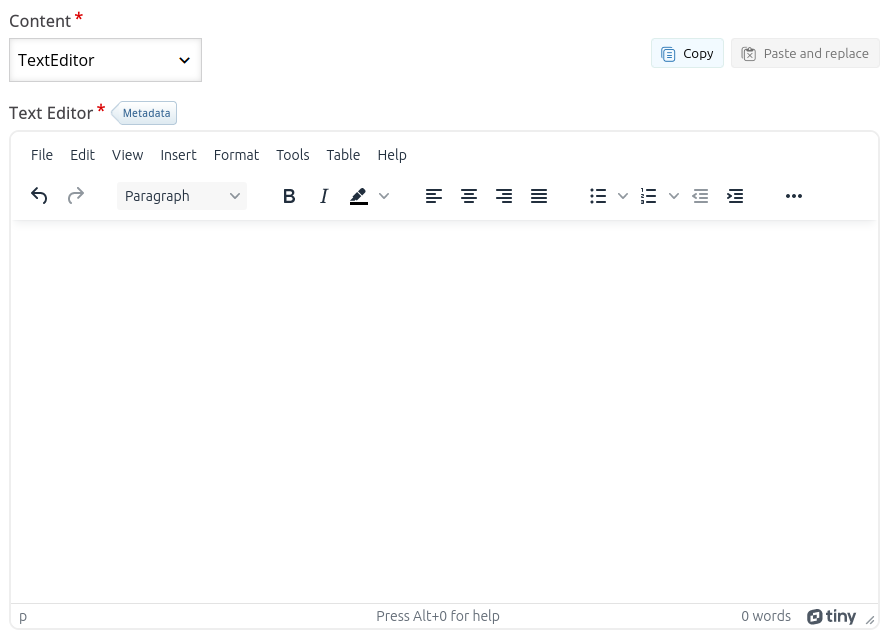 Content *
TextEditor
Copy
Paste and replace
Text Editor * Metadata
File Edit View Insert Format Tools Table Help
Paragraph B I
p Press Alt+0 for help 0 words tiny